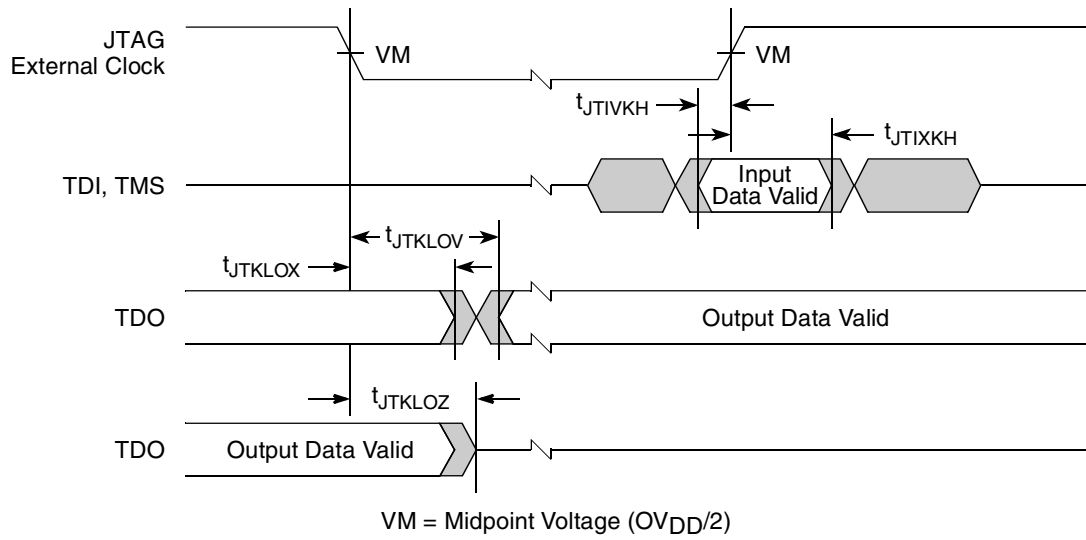 JTAG
External Clock
VM
VM
tJTIVKH
tJTIXKH
TDI, TMS
Input
Data Valid
tJTKLOV
tJTKLOX
TDO
Output Data Valid
tJTKLOZ
TDO
Output Data Valid
VM = Midpoint Voltage (OVDD/2)